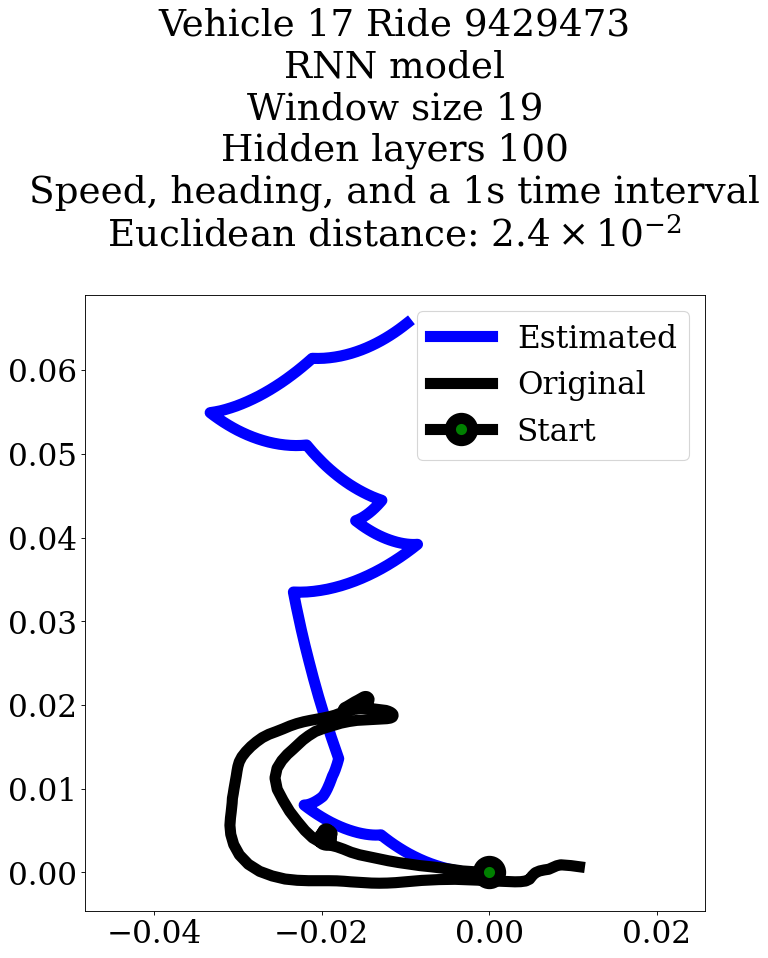 Vehicle 17 Ride 9429473
RNN model
Window size 19
Hidden layers 100
Speed, heading, and a 1s time interval
Euclidean distance: 2.4 × 10⁻²
Estimated
Original
Start
0.06
0.05
0.04
0.03
0.02
0.01
0.00
−0.04 −0.02 0.00 0.02